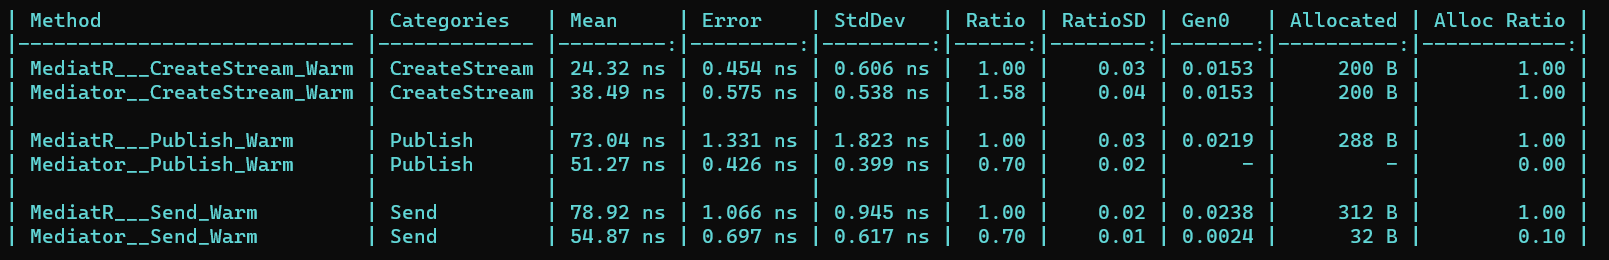 | Method                     | Categories   | Mean     | Error    | StdDev   | Ratio | RatioSD | Gen0   | Allocated | Alloc Ratio |
|--------------------------- |------------- |---------:|---------:|---------:|------:|--------:|-------:|----------:|------------:|
| MediatR___CreateStream_Warm | CreateStream | 24.32 ns | 0.454 ns | 0.606 ns |  1.00 |    0.03 | 0.0153 |     200 B |        1.00 |
| Mediator__CreateStream_Warm | CreateStream | 38.49 ns | 0.575 ns | 0.538 ns |  1.58 |    0.04 | 0.0153 |     200 B |        1.00 |
|                             |              |          |          |          |       |         |        |           |             |
| MediatR___Publish_Warm      | Publish      | 73.04 ns | 1.331 ns | 1.823 ns |  1.00 |    0.03 | 0.0219 |     288 B |        1.00 |
| Mediator__Publish_Warm      | Publish      | 51.27 ns | 0.426 ns | 0.399 ns |  0.70 |    0.02 |      - |         - |        0.00 |
|                             |              |          |          |          |       |         |        |           |             |
| MediatR___Send_Warm         | Send         | 78.92 ns | 1.066 ns | 0.945 ns |  1.00 |    0.02 | 0.0238 |     312 B |        1.00 |
| Mediator__Send_Warm         | Send         | 54.87 ns | 0.697 ns | 0.617 ns |  0.70 |    0.01 | 0.0024 |      32 B |        0.10 |